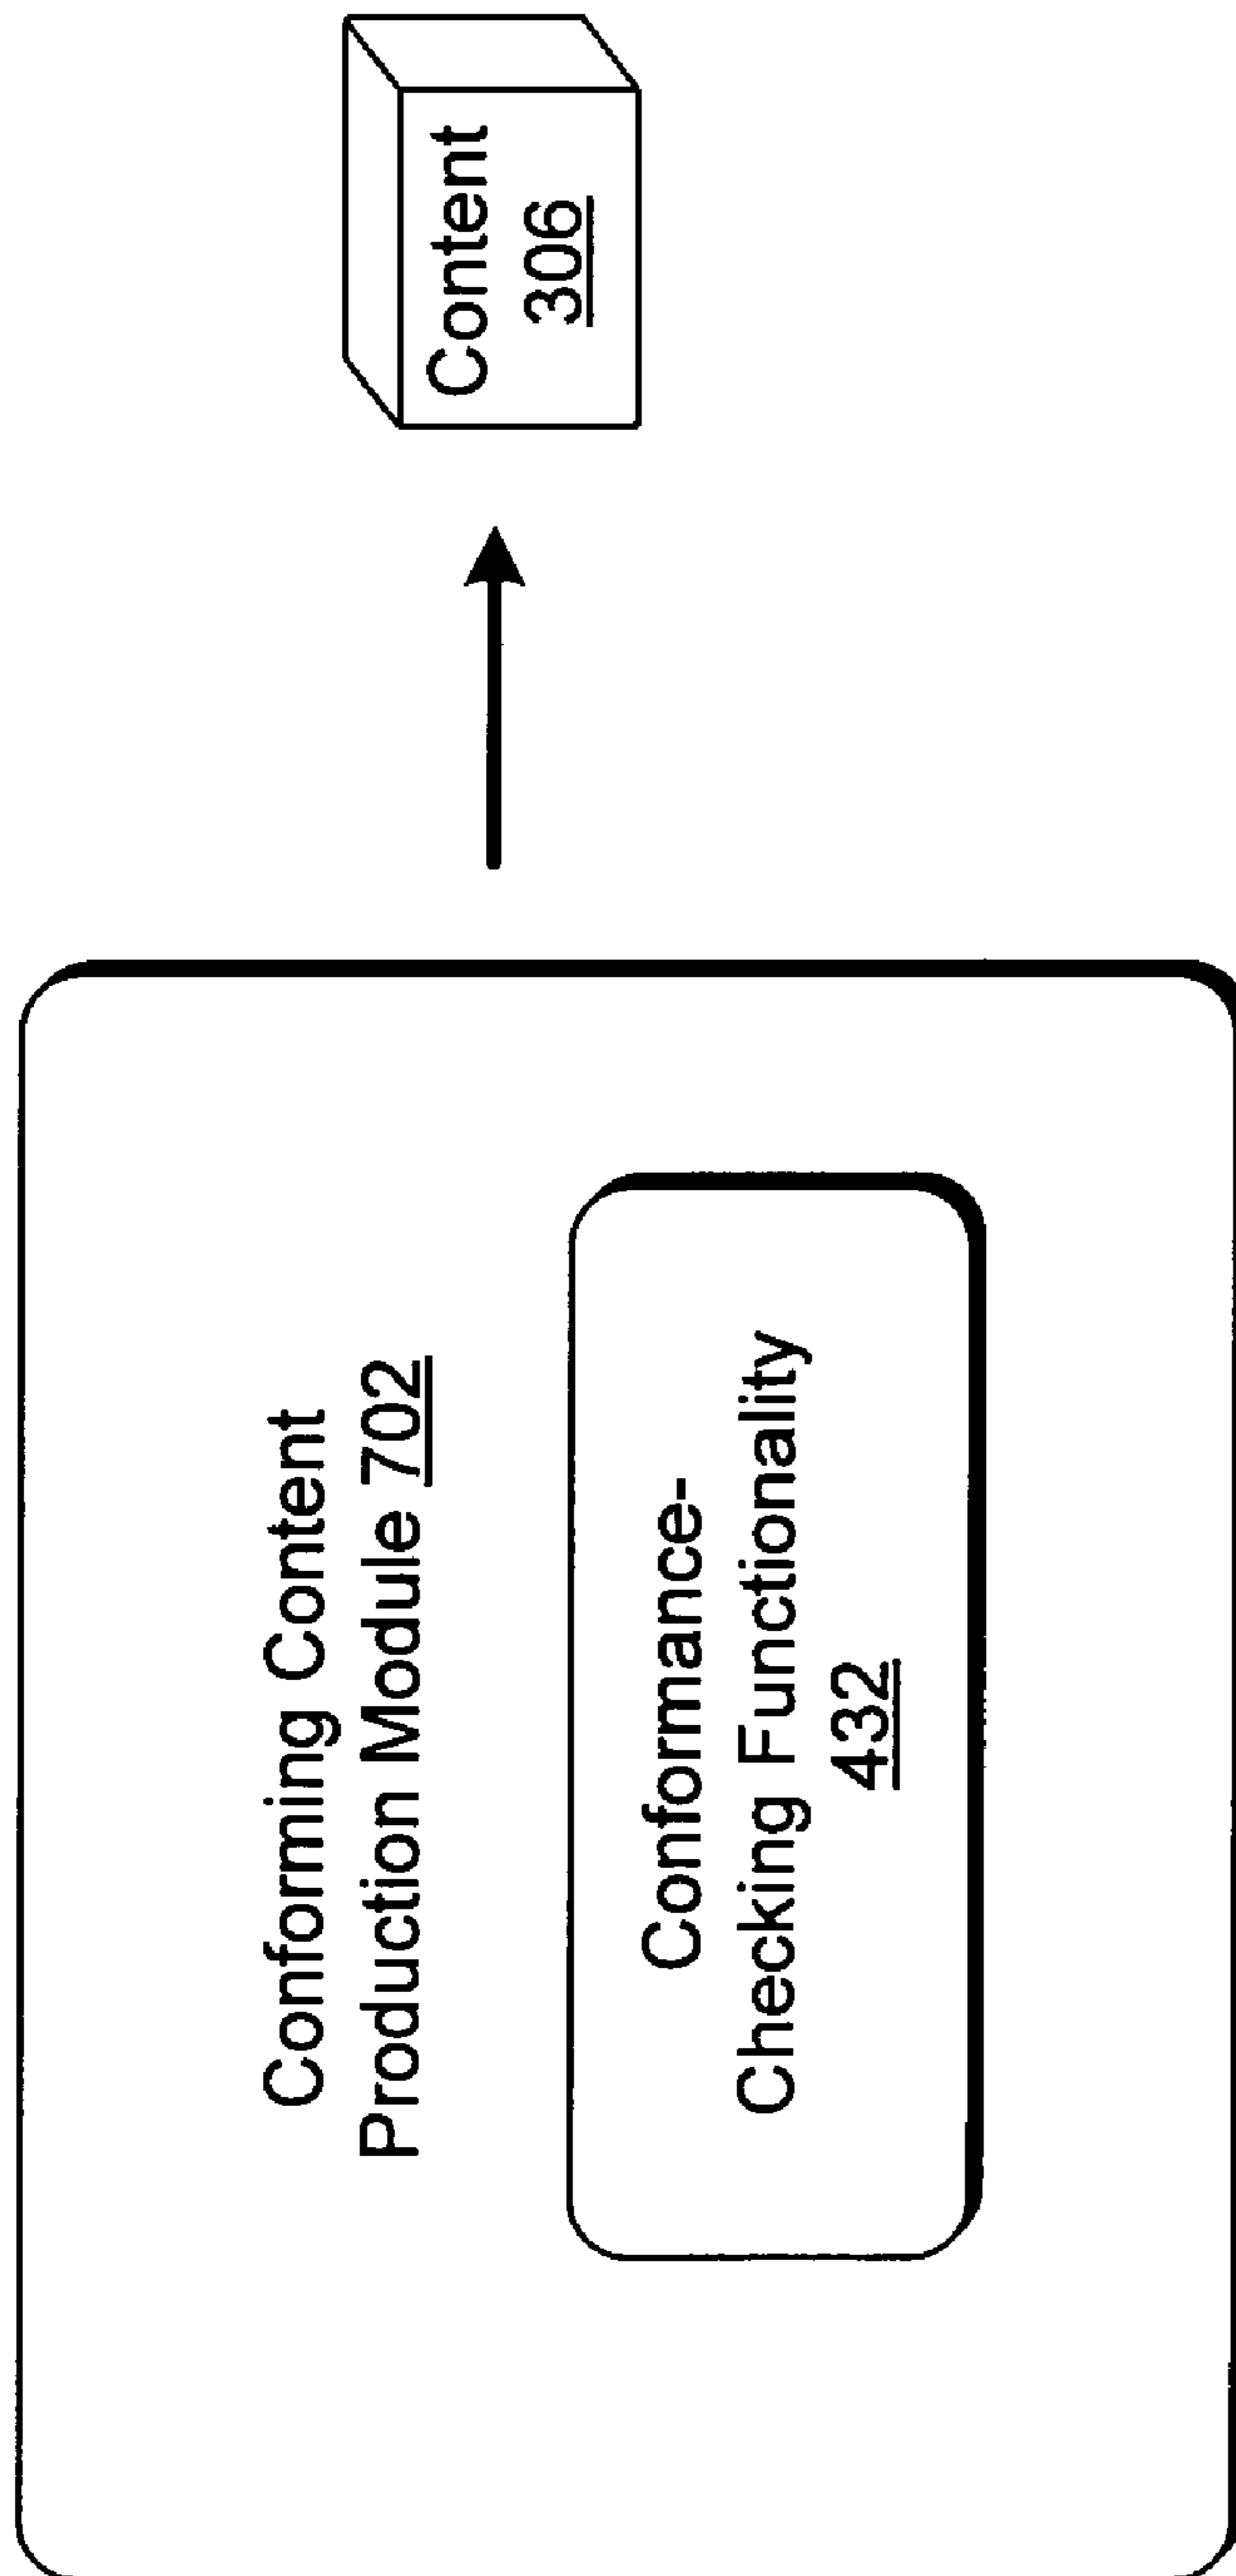 Conforming Content
Production Module 702
Conformance-
Checking Functionality
432
Content
306